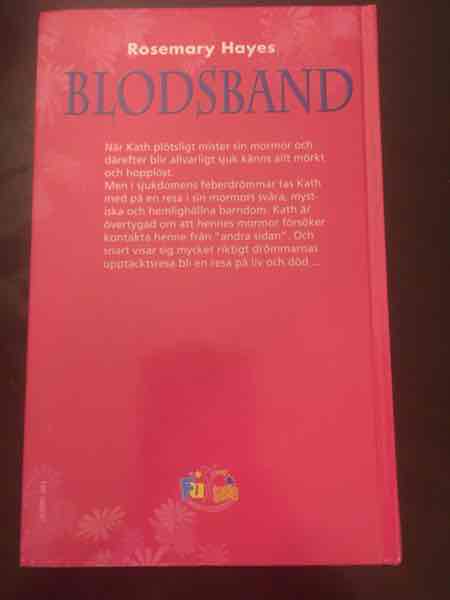 Rosemary Hayes
BLODSBAND
När Kath plötsligt mister sin mormor och
därefter blir allvarligt sjuk känns allt mörkt
och hopplöst.
Men i sjukdomens feberdrömmar tas Kath
med på en resa i sin mormors svåra, myst-
iska och hemlighållna barndom. Kath är
övertygad om att hennes mormor försöker
kontakta henne från "andra sidan". Och
snart visar sig mycket riktigt drömmarnas
upptäcktsresa bli en resa på liv och död ...